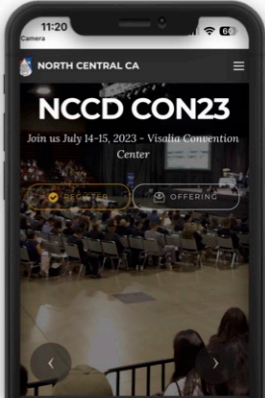 11:20
60
Camera
NORTH CENTRAL CA
NCCD CON23
Join us July 14-15, 2023 - Visalia Convention
Center
REGISTER
OFFERING